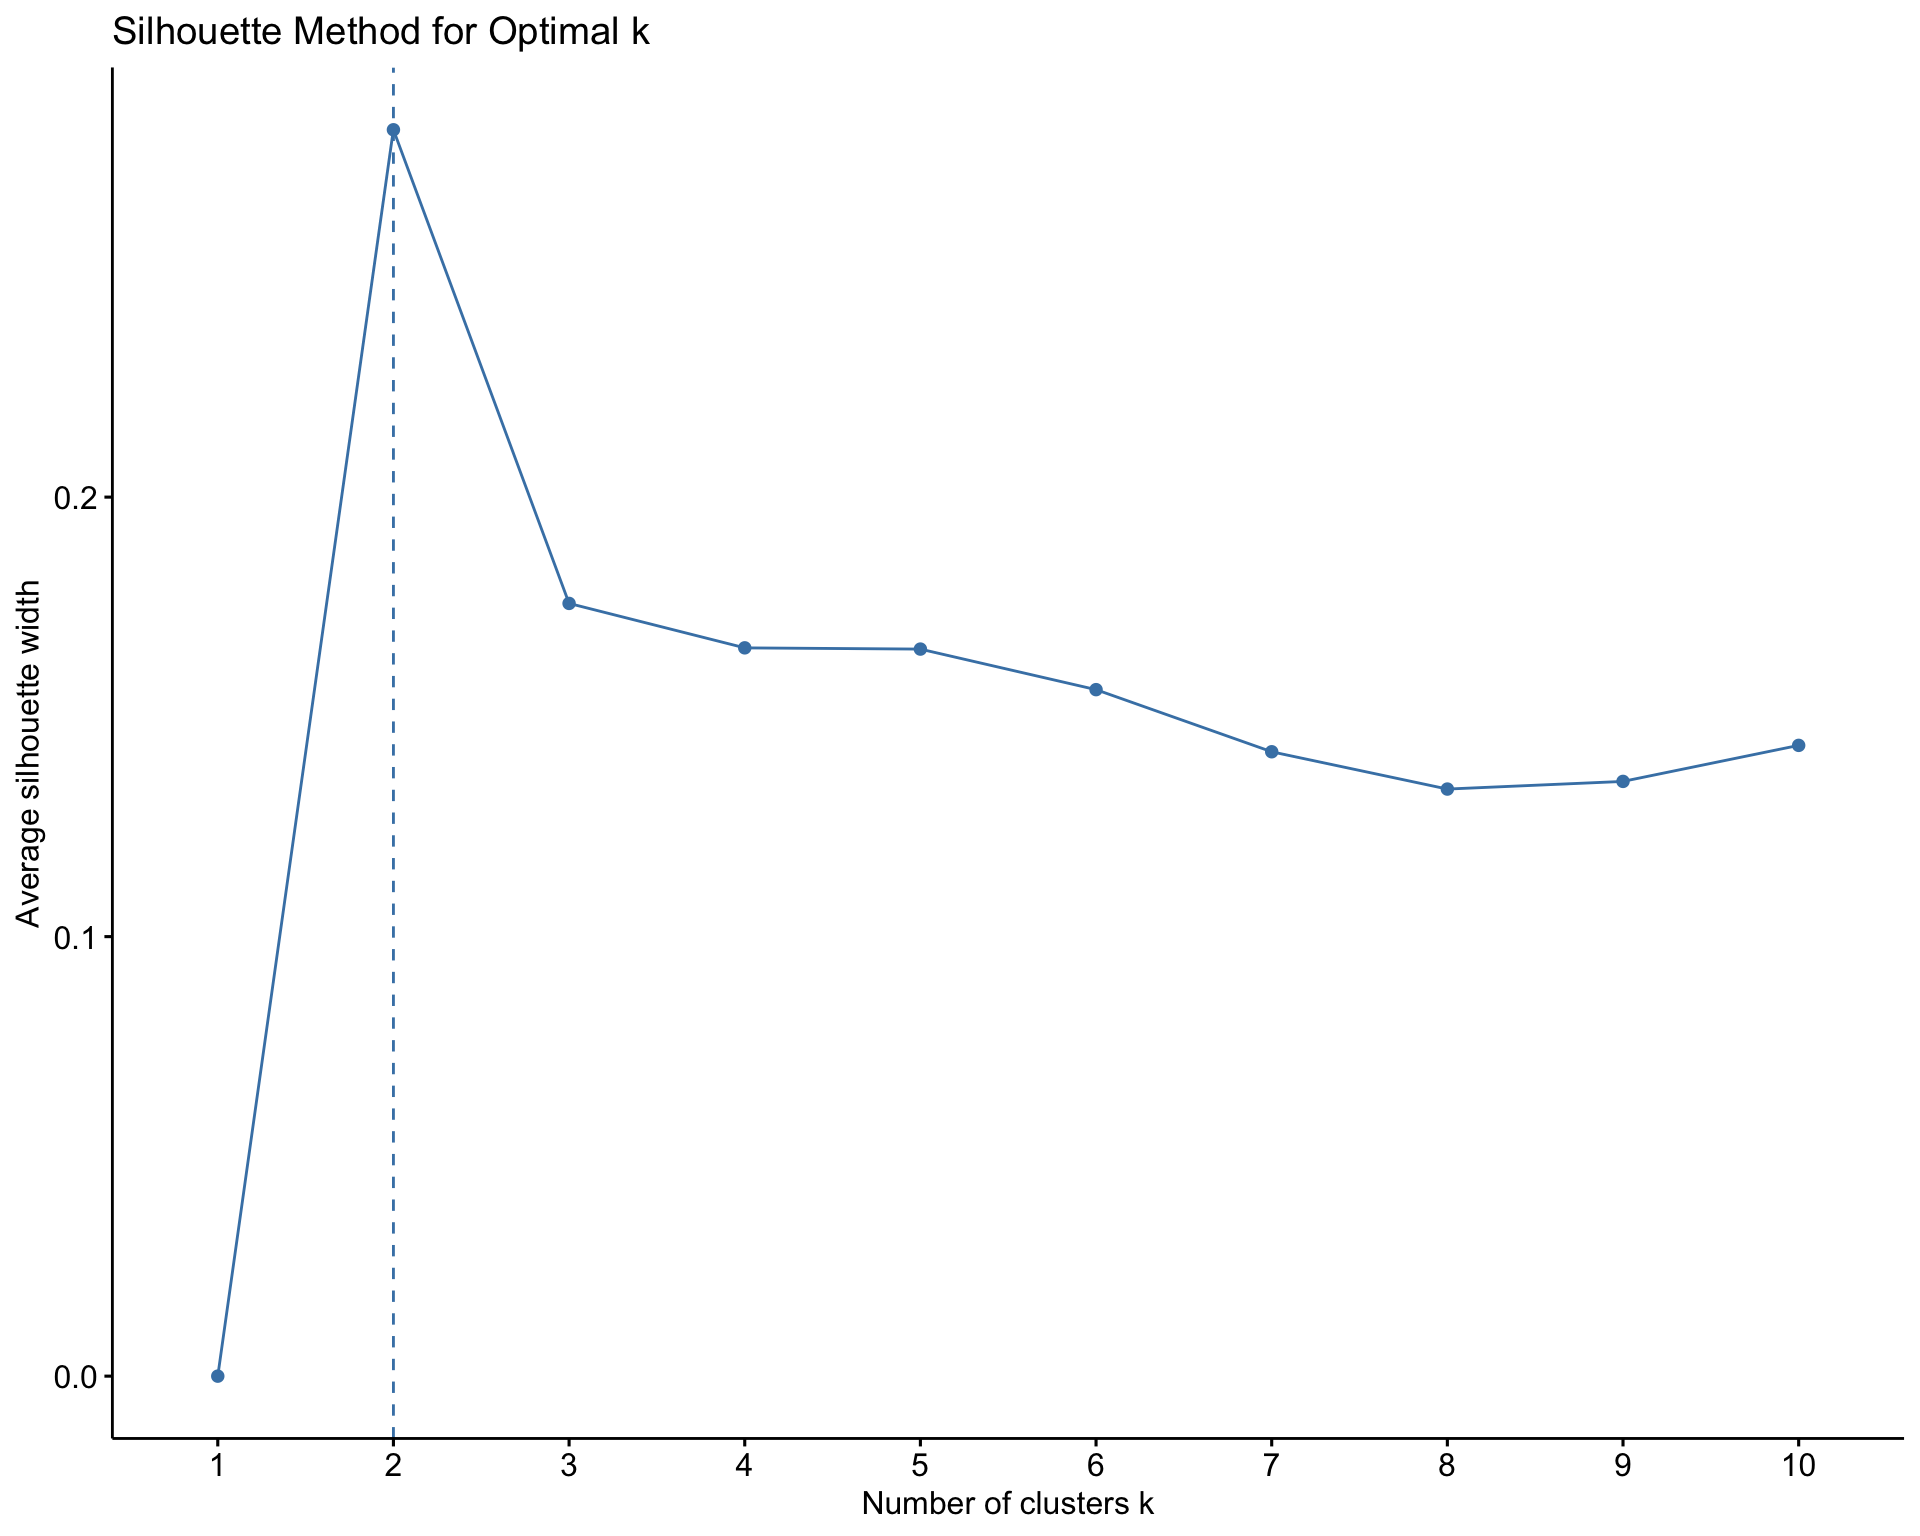 Silhouette Method for Optimal k
Average silhouette width
0.2
0.1
0.0
1 2 3 4 5 6 7 8 9 10
Number of clusters k